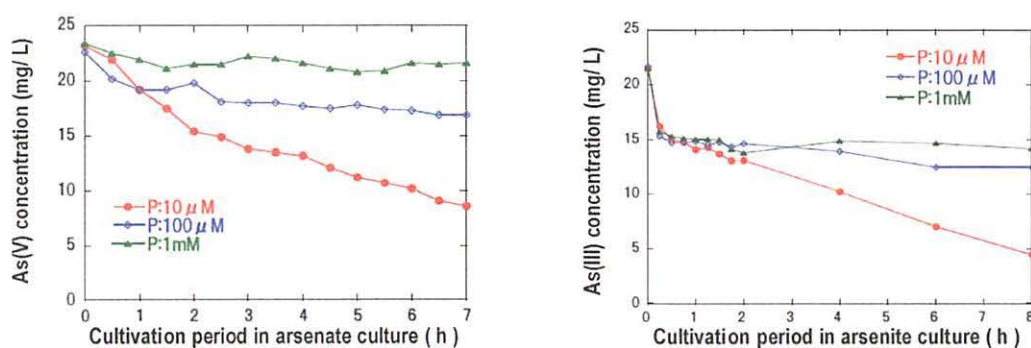 25
20
15
10
5
0
As(V) concentration (mg/ L)
P:10 μ M
P:100 μ M
P:1mM
0 1 2 3 4 5 6 7
Cultivation period in arsenate culture ( h )
25
20
15
10
5
0
As(III) concentration (mg/ L)
P:10 μ M
P:100 μ M
P:1mM
0 1 2 3 4 5 6 7 8
Cultivation period in arsenite culture ( h )